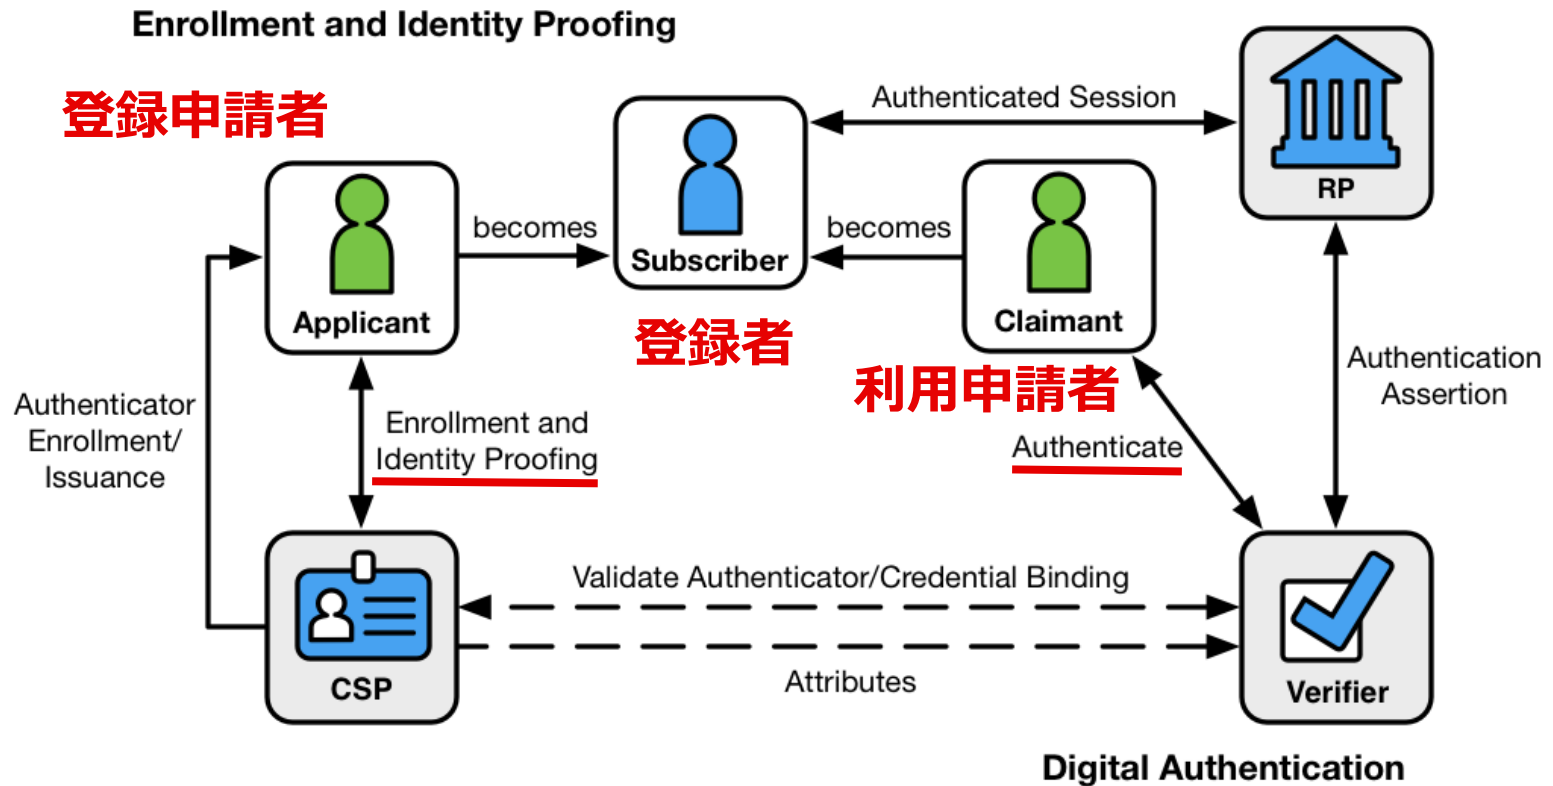 Enrollment and Identity Proofing
登録申請者
Authenticated Session
RP
becomes
becomes
Subscriber
Applicant
Claimant
登録者
利用申請者
Authenticator
Enrollment/
Issuance
Enrollment and
Identity Proofing
Authenticate
Authentication
Assertion
Validate Authenticator/Credential Binding
Attributes
CSP
Verifier
Digital Authentication